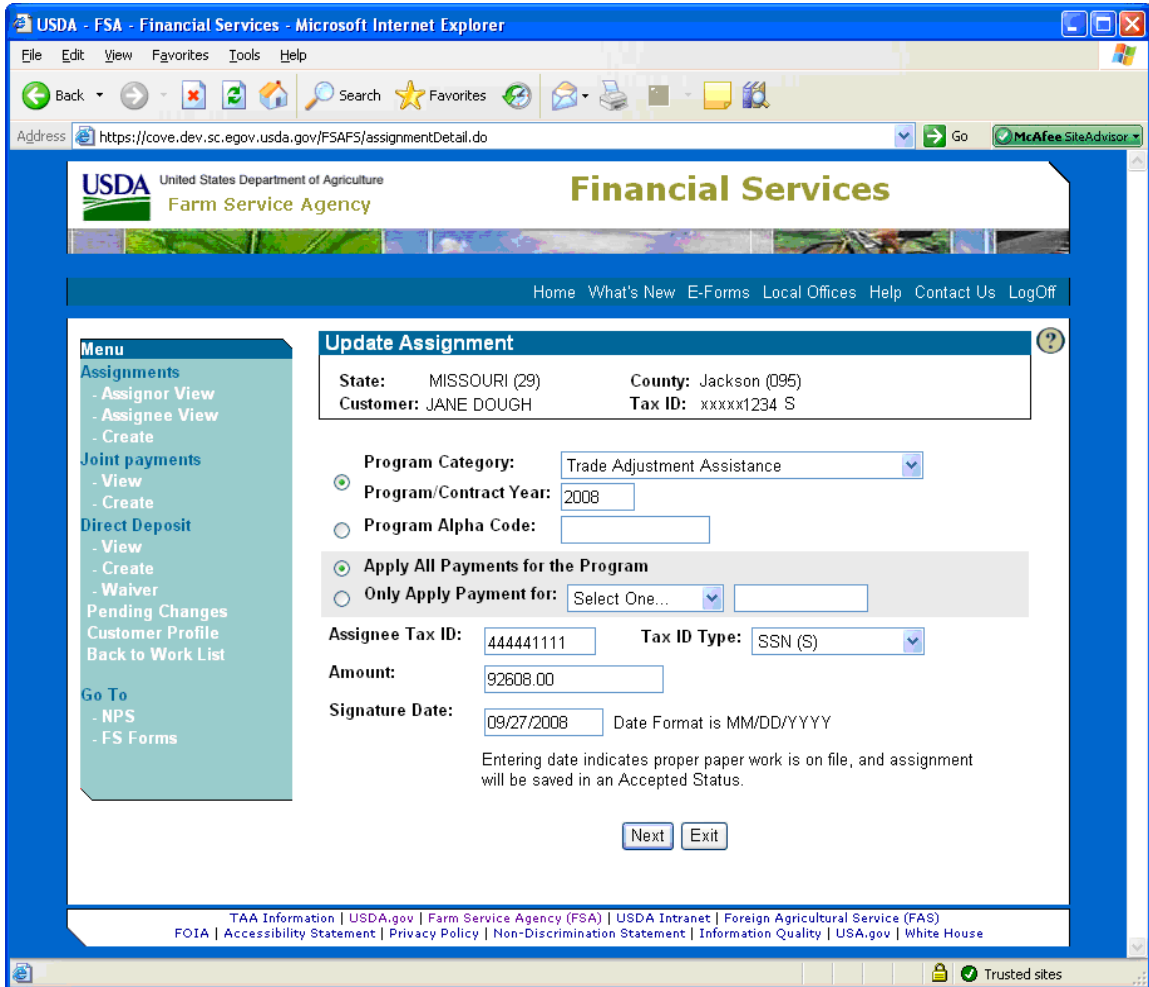 USDA - FSA - Financial Services - Microsoft Internet Explorer
File Edit View Favorites Tools Help
Back Search Favorites
Address https://cove.dev.sc.egov.usda.gov/FSAFS/assignmentDetail.do Go McAfee SiteAdvisor
USDA United States Department of Agriculture
Farm Service Agency
Financial Services
Home What's New E-Forms Local Offices Help Contact Us LogOff
Menu
Assignments
- Assignor View
- Assignee View
- Create
Joint payments
- View
- Create
Direct Deposit
- View
- Create
- Waiver
Pending Changes
Customer Profile
Back to Work List
Go To
- NPS
- FS Forms
Update Assignment
?
State: MISSOURI (29) County: Jackson (095)
Customer: JANE DOUGH Tax ID: xxxxx1234 S
Program Category: Trade Adjustment Assistance
Program/Contract Year: 2008
Program Alpha Code:
Apply All Payments for the Program
Only Apply Payment for: Select One...
Assignee Tax ID: 444441111 Tax ID Type: SSN (S)
Amount: 92608.00
Signature Date: 09/27/2008 Date Format is MM/DD/YYYY
Entering date indicates proper paper work is on file, and assignment
will be saved in an Accepted Status.
Next Exit
TAA Information | USDA.gov | Farm Service Agency (FSA) | USDA Intranet | Foreign Agricultural Service (FAS)
FOIA | Accessibility Statement | Privacy Policy | Non-Discrimination Statement | Information Quality | USA.gov | White House
Trusted sites